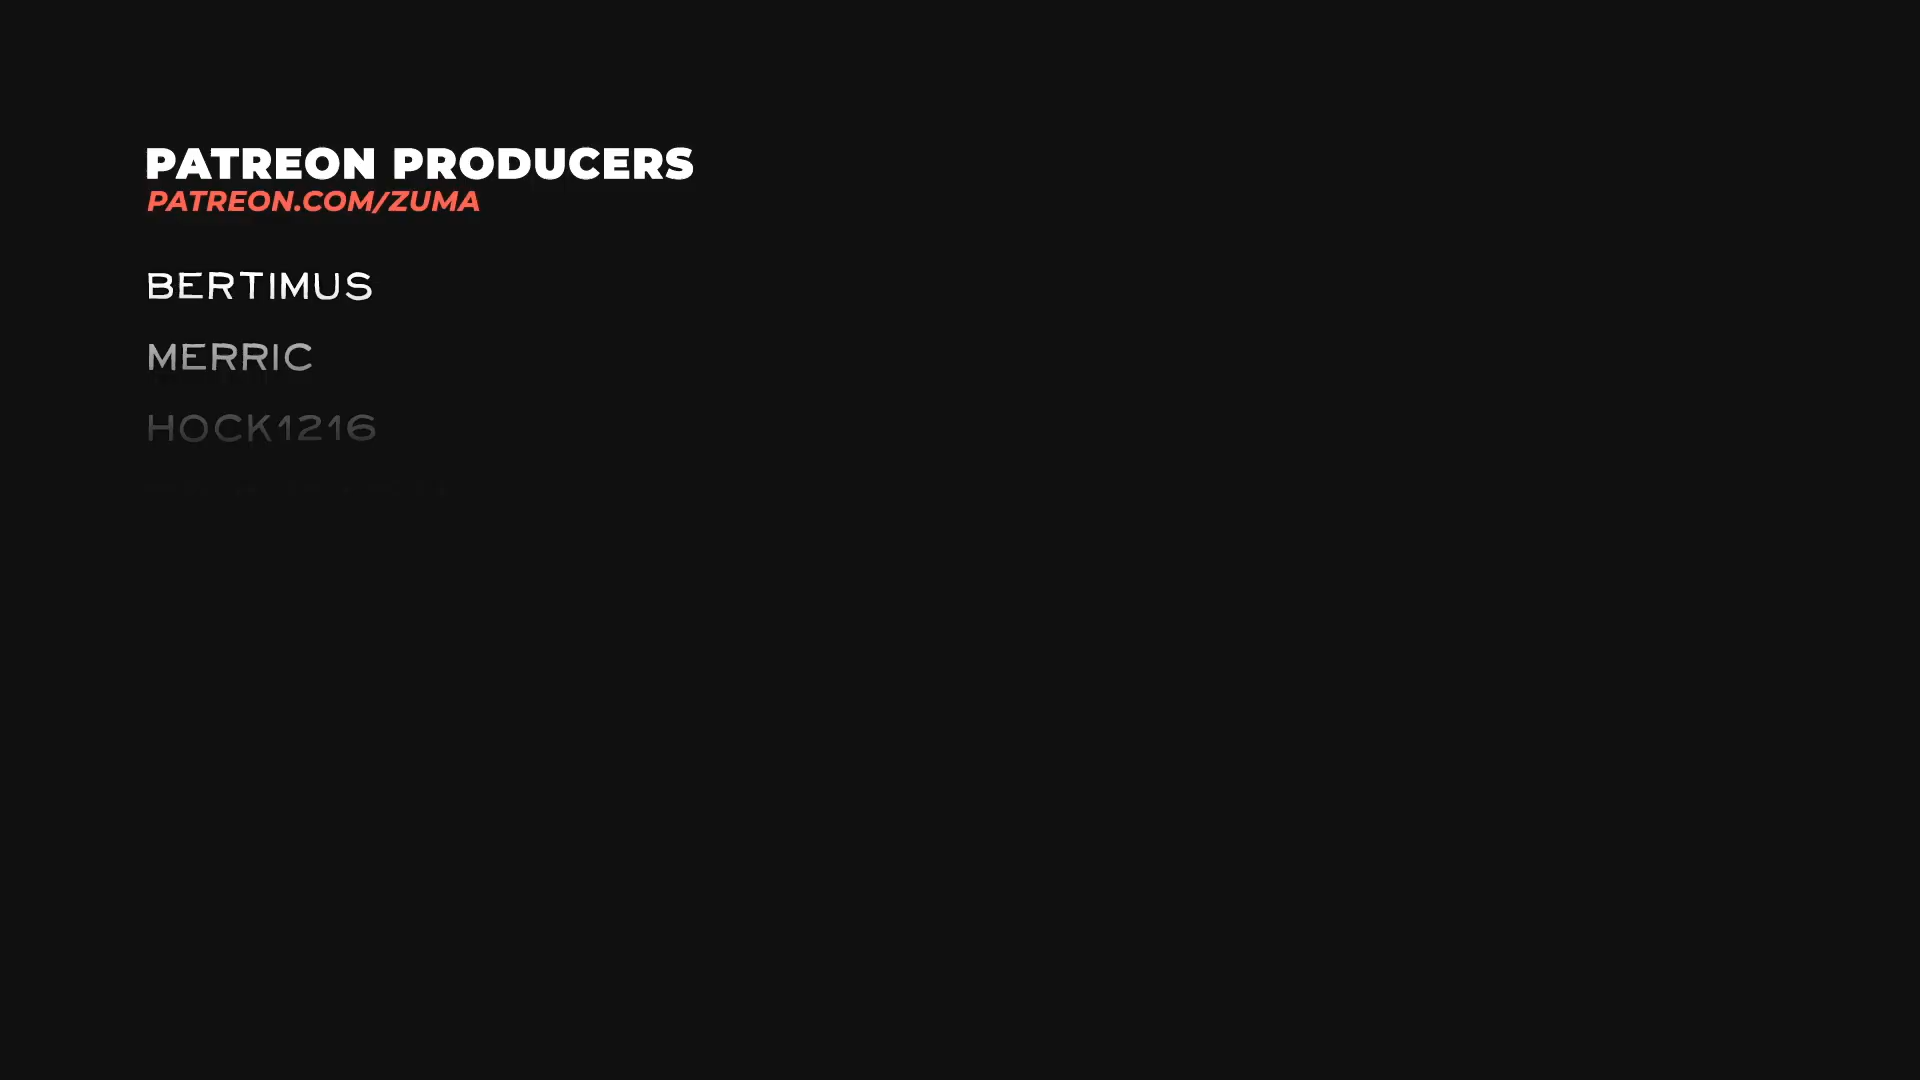 PATREON PRODUCERS
PATREON.COM/ZUMA
BERTIMUS
MERRIC
HOCK1216